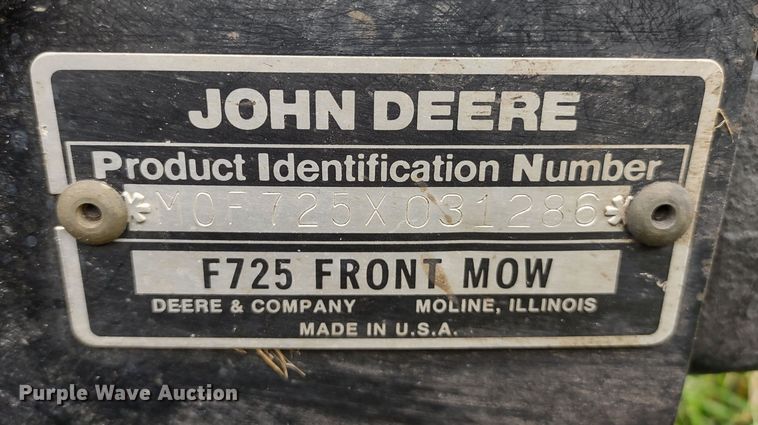 JOHN DEERE
Product Identification Number
*M0F725X031286*
F725 FRONT MOW
DEERE & COMPANY MOLINE, ILLINOIS
MADE IN U.S.A.
Purple Wave Auction